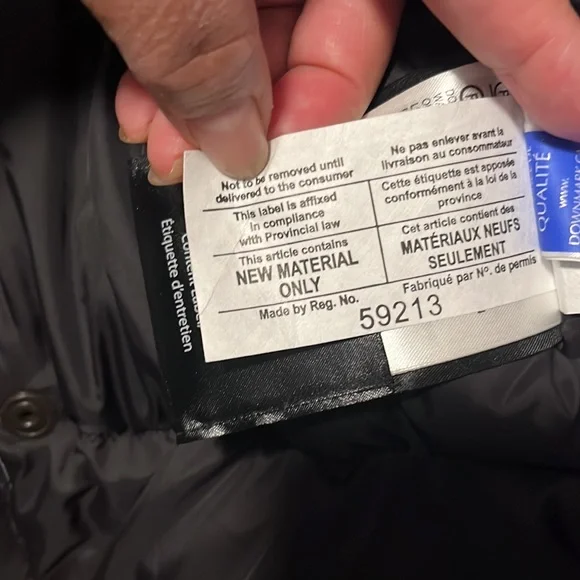 Not to be removed until
delivered to the consumer
This label is affixed
in compliance
with Provincial law
This article contains
NEW MATERIAL
ONLY
Made by Reg. No.
Ne pas enlever avant la
livraison au consommateur
Cette étiquette est apposée
conformément à la loi de la
province
Cet article contient des
MATÉRIAUX NEUFS
SEULEMENT
Fabriqué par N°. de permis
59213
Étiquette d'entretien
QUALITÉ
www.